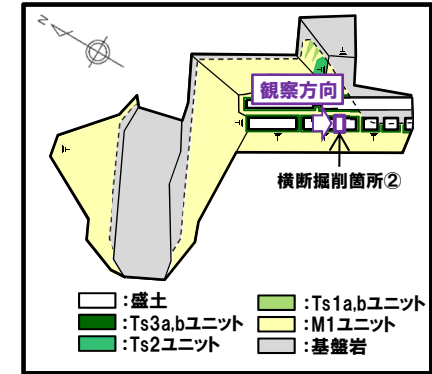 N
観察方向
横断掘削箇所②
：盛土
：Ts3a,bユニット
：Ts2ユニット
：Ts1a,bユニット
：M1ユニット
：基盤岩